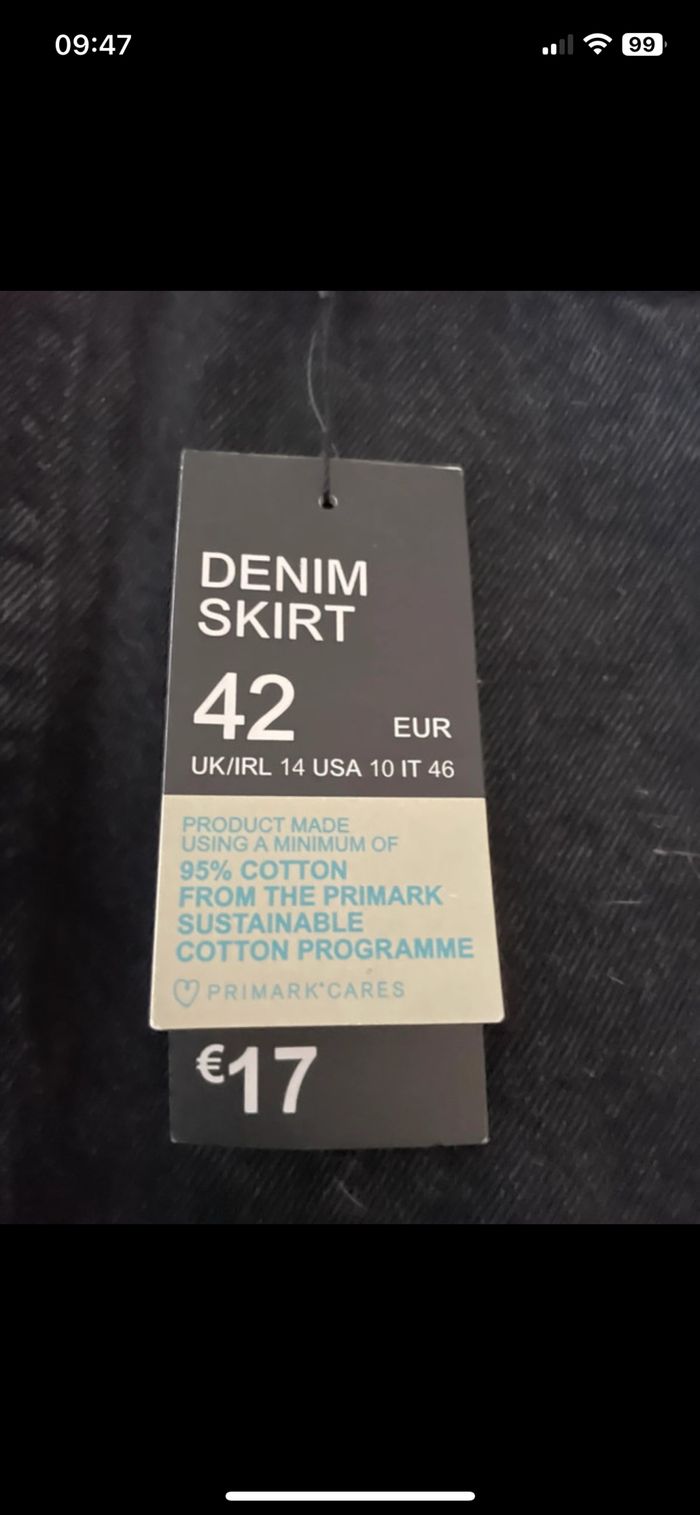 09:47
99
DENIM
SKIRT
42 EUR
UK/IRL 14 USA 10 IT 46
PRODUCT MADE
USING A MINIMUM OF
95% COTTON
FROM THE PRIMARK
SUSTAINABLE
COTTON PROGRAMME
PRIMARK CARES
€17